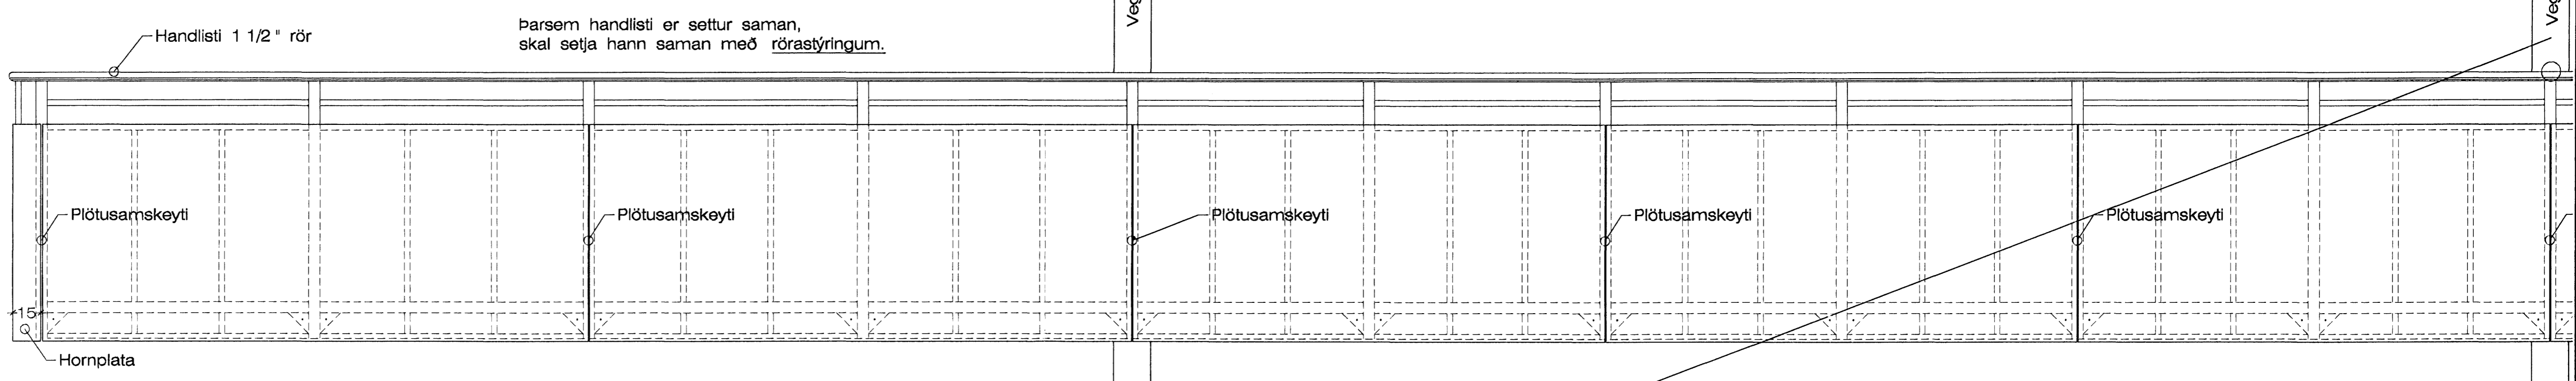 Handlisti 1 1/2 " rör
Þarsem handlisti er settur saman,
skal setja hann saman með rörastýringum.
Plötusamskeyti
Plötusamskeyti
Plötusamskeyti
Plötusamskeyti
Plötusamskeyti
15
Hornplata